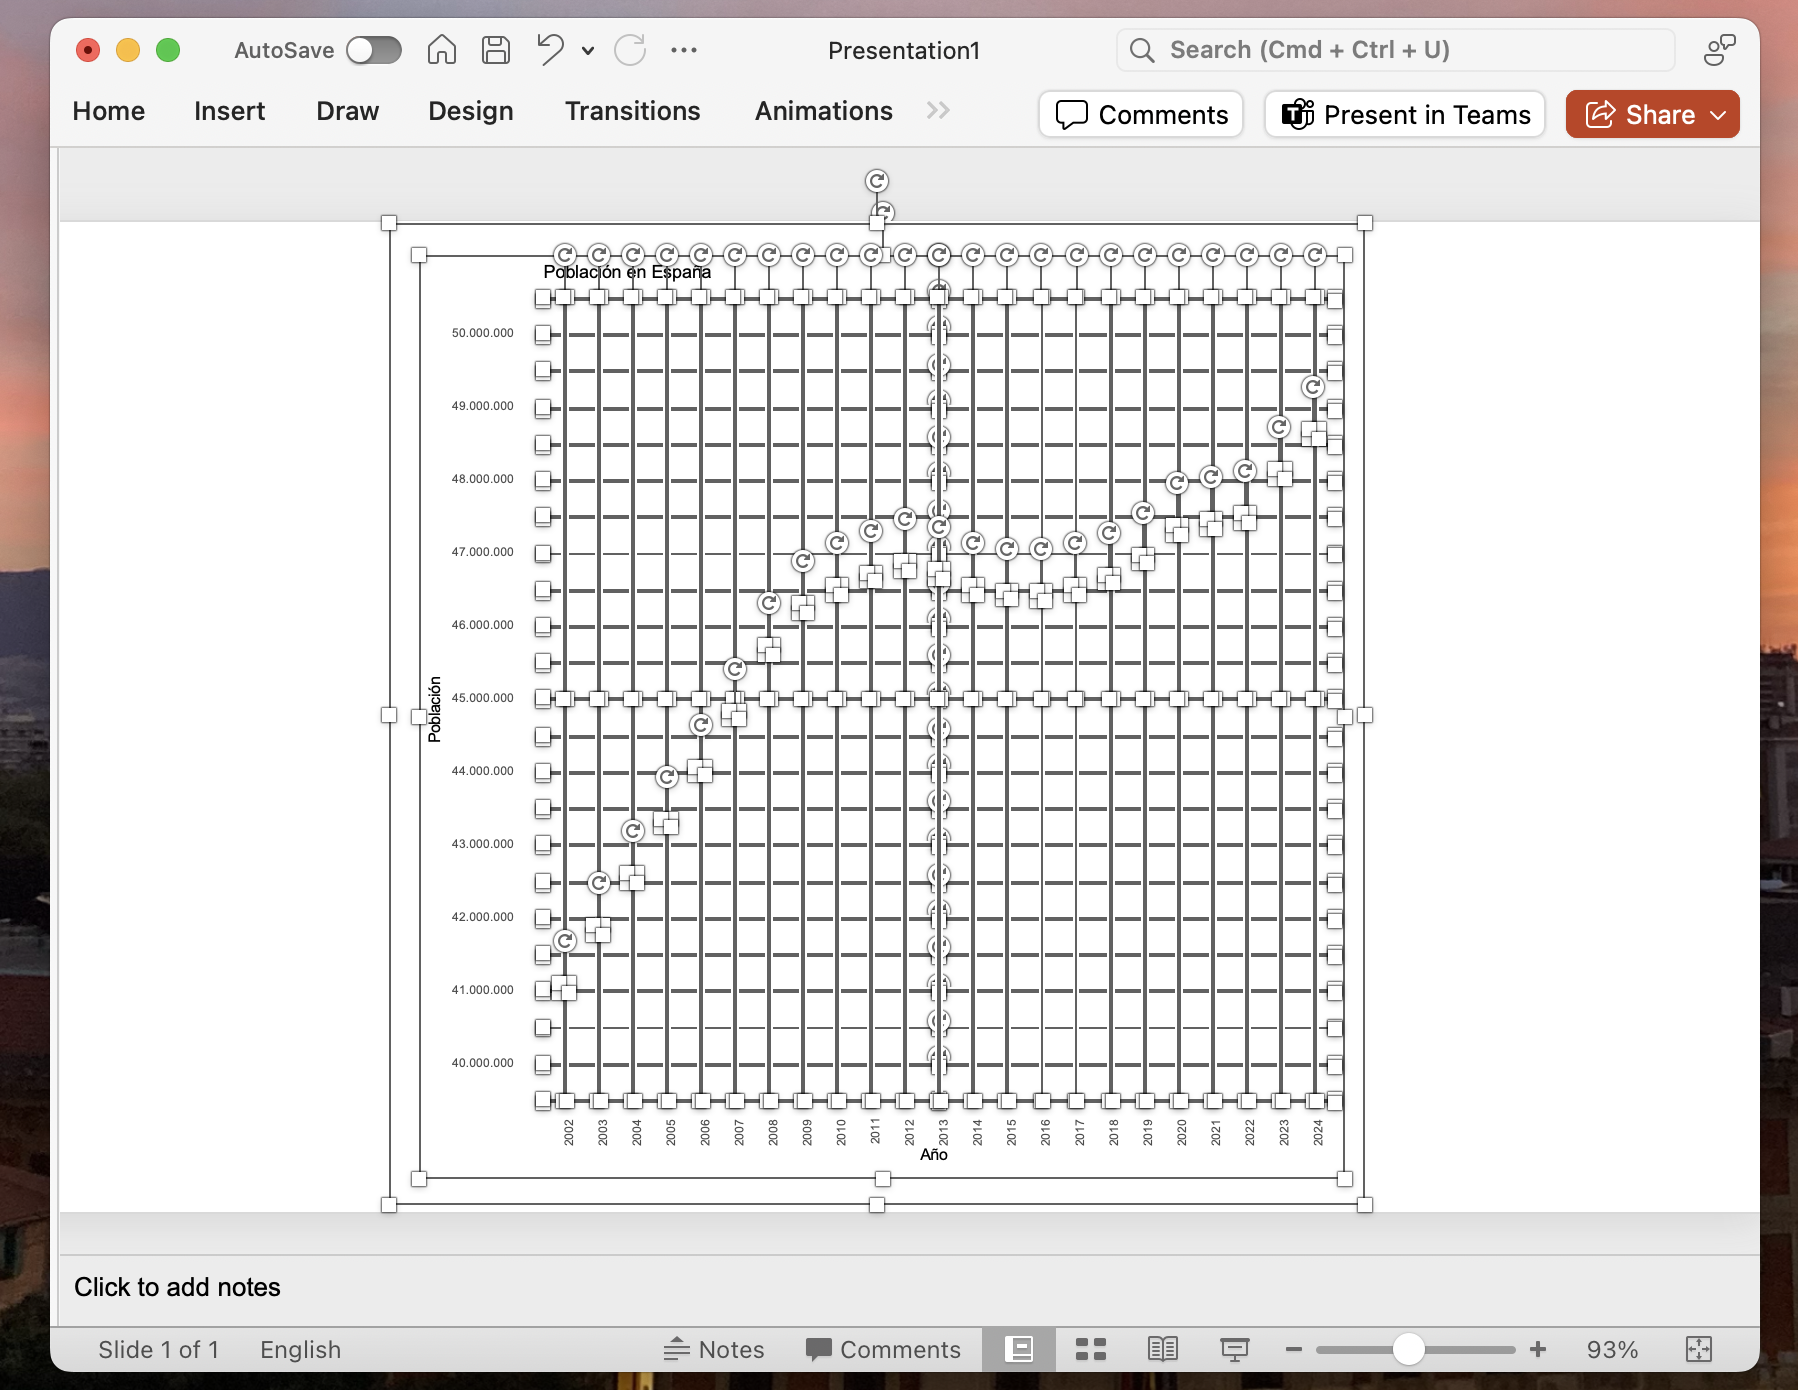 AutoSave
Presentation1
Search (Cmd + Ctrl + U)
Home
Insert
Draw
Design
Transitions
Animations
Comments
Present in Teams
Share
Población en España
50.000.000
49.000.000
48.000.000
47.000.000
46.000.000
45.000.000
44.000.000
43.000.000
42.000.000
41.000.000
40.000.000
Población
2002
2003
2004
2005
2006
2007
2008
2009
2010
2011
2012
2013
2014
2015
2016
2017
2018
2019
2020
2021
2022
2023
2024
Año
Click to add notes
Slide 1 of 1
English
Notes
Comments
93%